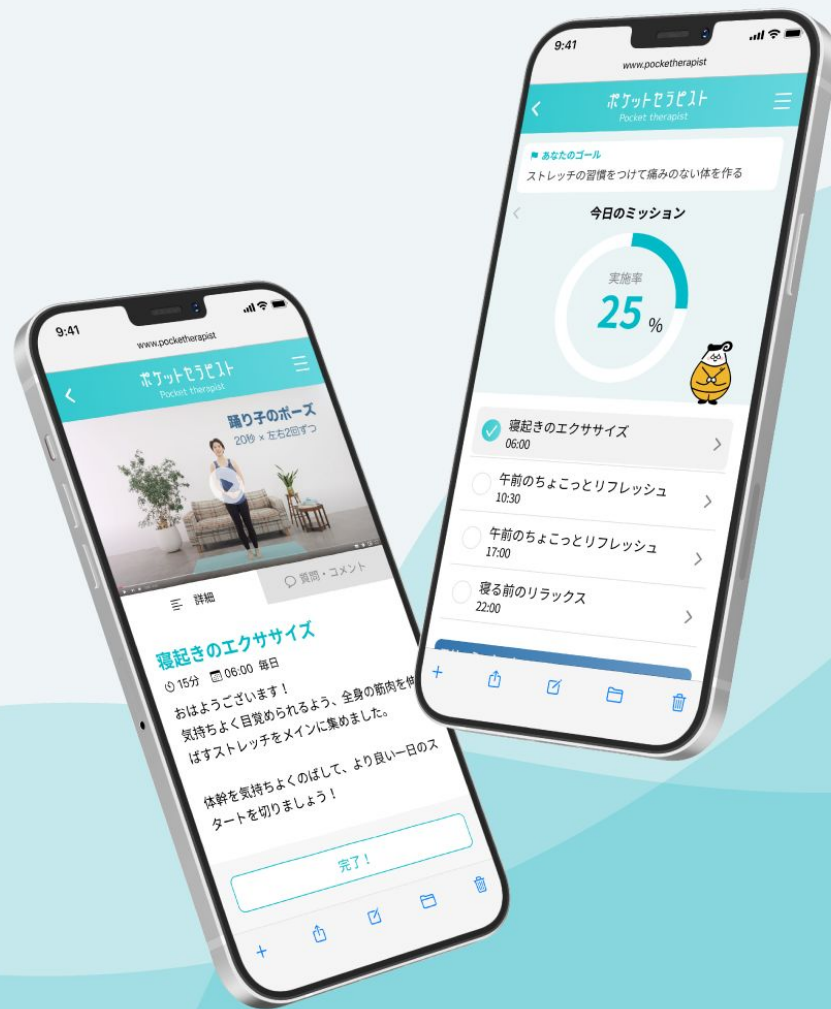 9:41
www.pocketherapist
ポケットセラピスト
Pocket therapist
踊り子のポーズ
20秒 × 左右2回ずつ
詳細
質問・コメント
寝起きのエクササイズ
15分 06:00 毎日
おはようございます！
気持ちよく目覚められるよう、全身の筋肉を伸
ばすストレッチをメインに集めました。
体幹を気持ちよくのばして、より良い一日のス
タートを切りましょう！
完了！
9:41
www.pocketherapist
ポケットセラピスト
Pocket therapist
あなたのゴール
ストレッチの習慣をつけて痛みのない体を作る
今日のミッション
実施率
25 %
寝起きのエクササイズ
06:00
午前のちょこっとリフレッシュ
10:30
午前のちょこっとリフレッシュ
17:00
寝る前のリラックス
22:00